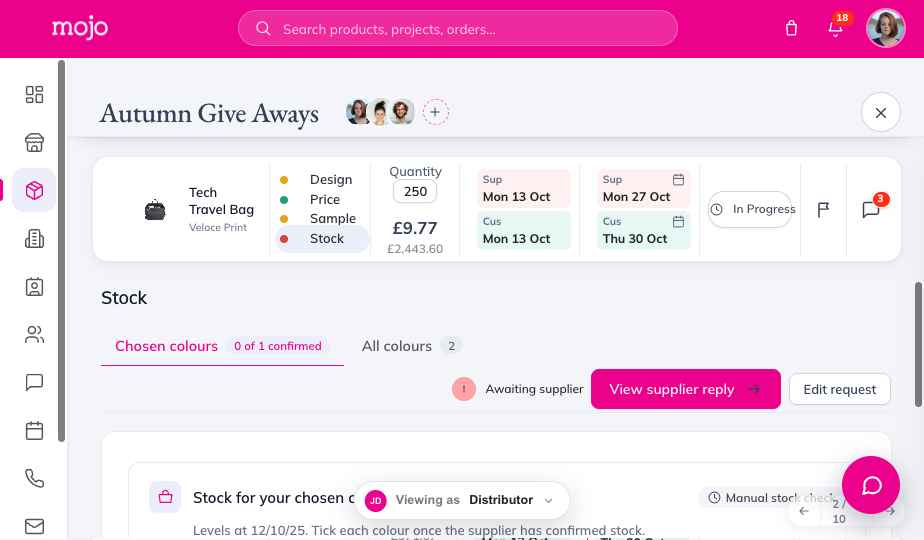 mojo
Search products, projects, orders...
18
Autumn Give Aways
Tech
Travel Bag
Veloce Print
Design
Price
Sample
Stock
Quantity
250
£9.77
£2,443.60
Sup
Mon 13 Oct
Cus
Mon 13 Oct
Sup
Mon 27 Oct
Cus
Thu 30 Oct
In Progress
3
Stock
Chosen colours 0 of 1 confirmed
All colours 2
! Awaiting supplier
View supplier reply
Edit request
Stock for your chosen
Manual stock check
JD Viewing as Distributor
2 /
10
Levels at 12/10/25. Tick each colour once the supplier has confirmed stock.